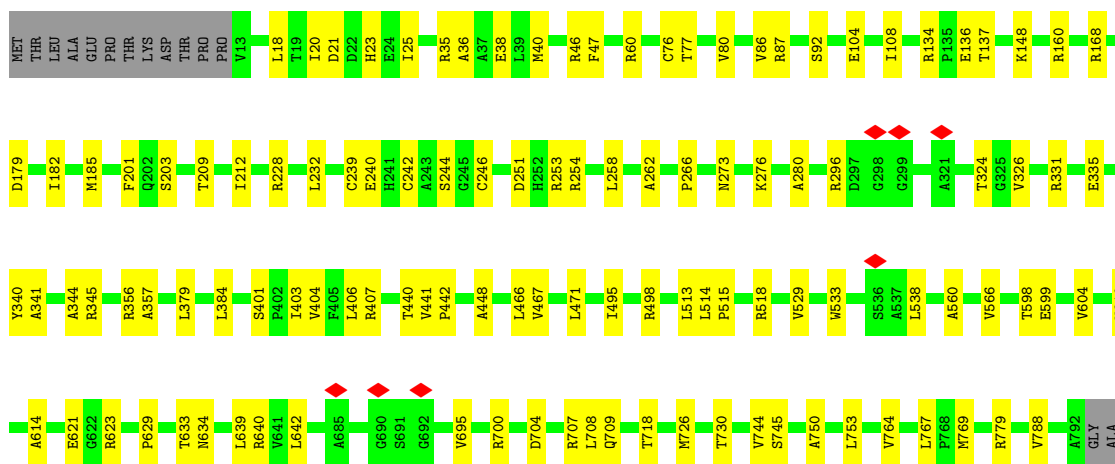 MET THR LEU ALA GLU PRO THR LYS ASP THR PRO PRO V13 L18 T19 I20 D21 D22 H23 E24 I25 R35 A36 A37 E38 L39 M40 R46 F47 R60 C76 T77 V80 V86 R87 S92 E104 I108 R134 P135 E136 T137 K148 R160 R168
D179 I182 M185 F201 Q202 S203 T209 I212 R228 L232 C239 E240 H241 C242 A243 S244 G245 C246 D251 H252 R253 R254 L258 A262 P266 N273 K276 A280 R296 D297 G298 G299 A321 T324 G325 V326 R331 E335
Y340 A341 A344 R345 R356 A357 L379 L384 S401 P402 I403 V404 F405 L406 R407 T440 V441 P442 A448 L466 V467 L471 I495 R498 L513 L514 P515 R518 V529 W533 S536 A537 L538 A560 V566 T598 E599 V604
A614 E621 G622 R623 P629 T633 N634 L639 R640 V641 L642 A685 G690 S691 G692 V695 R700 D704 R707 L708 Q709 T718 M726 T730 V744 S745 A750 L753 V764 L767 P768 M769 R779 V788 A792 GLY ALA